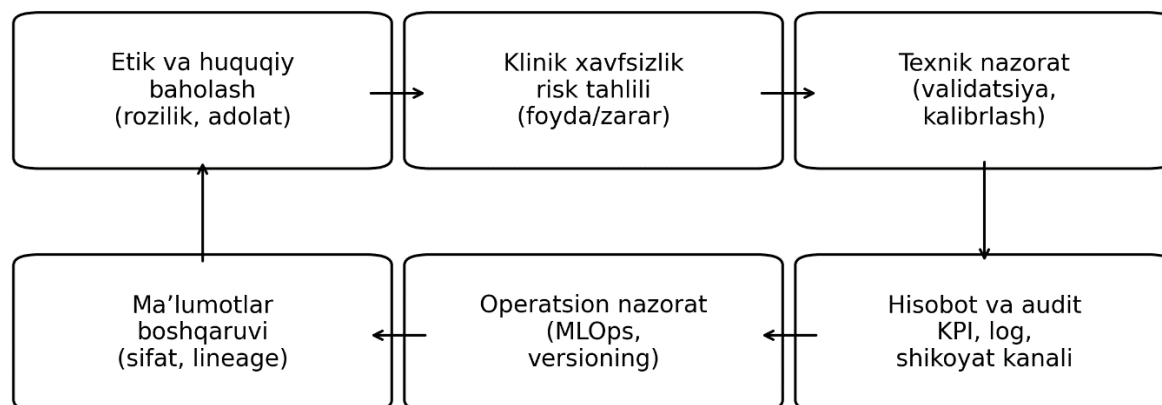 Etik va huquqiy
baholash
(rozilik, adolat)
Klinik xavfsizlik
risk tahlili
(foyda/zarar)
Texnik nazorat
(validatsiya,
kalibrlash)
Ma’lumotlar
boshqaruvi
(sifat, lineage)
Operatsion nazorat
(MLOps,
versioning)
Hisobot va audit
KPI, log,
shikoyat kanali